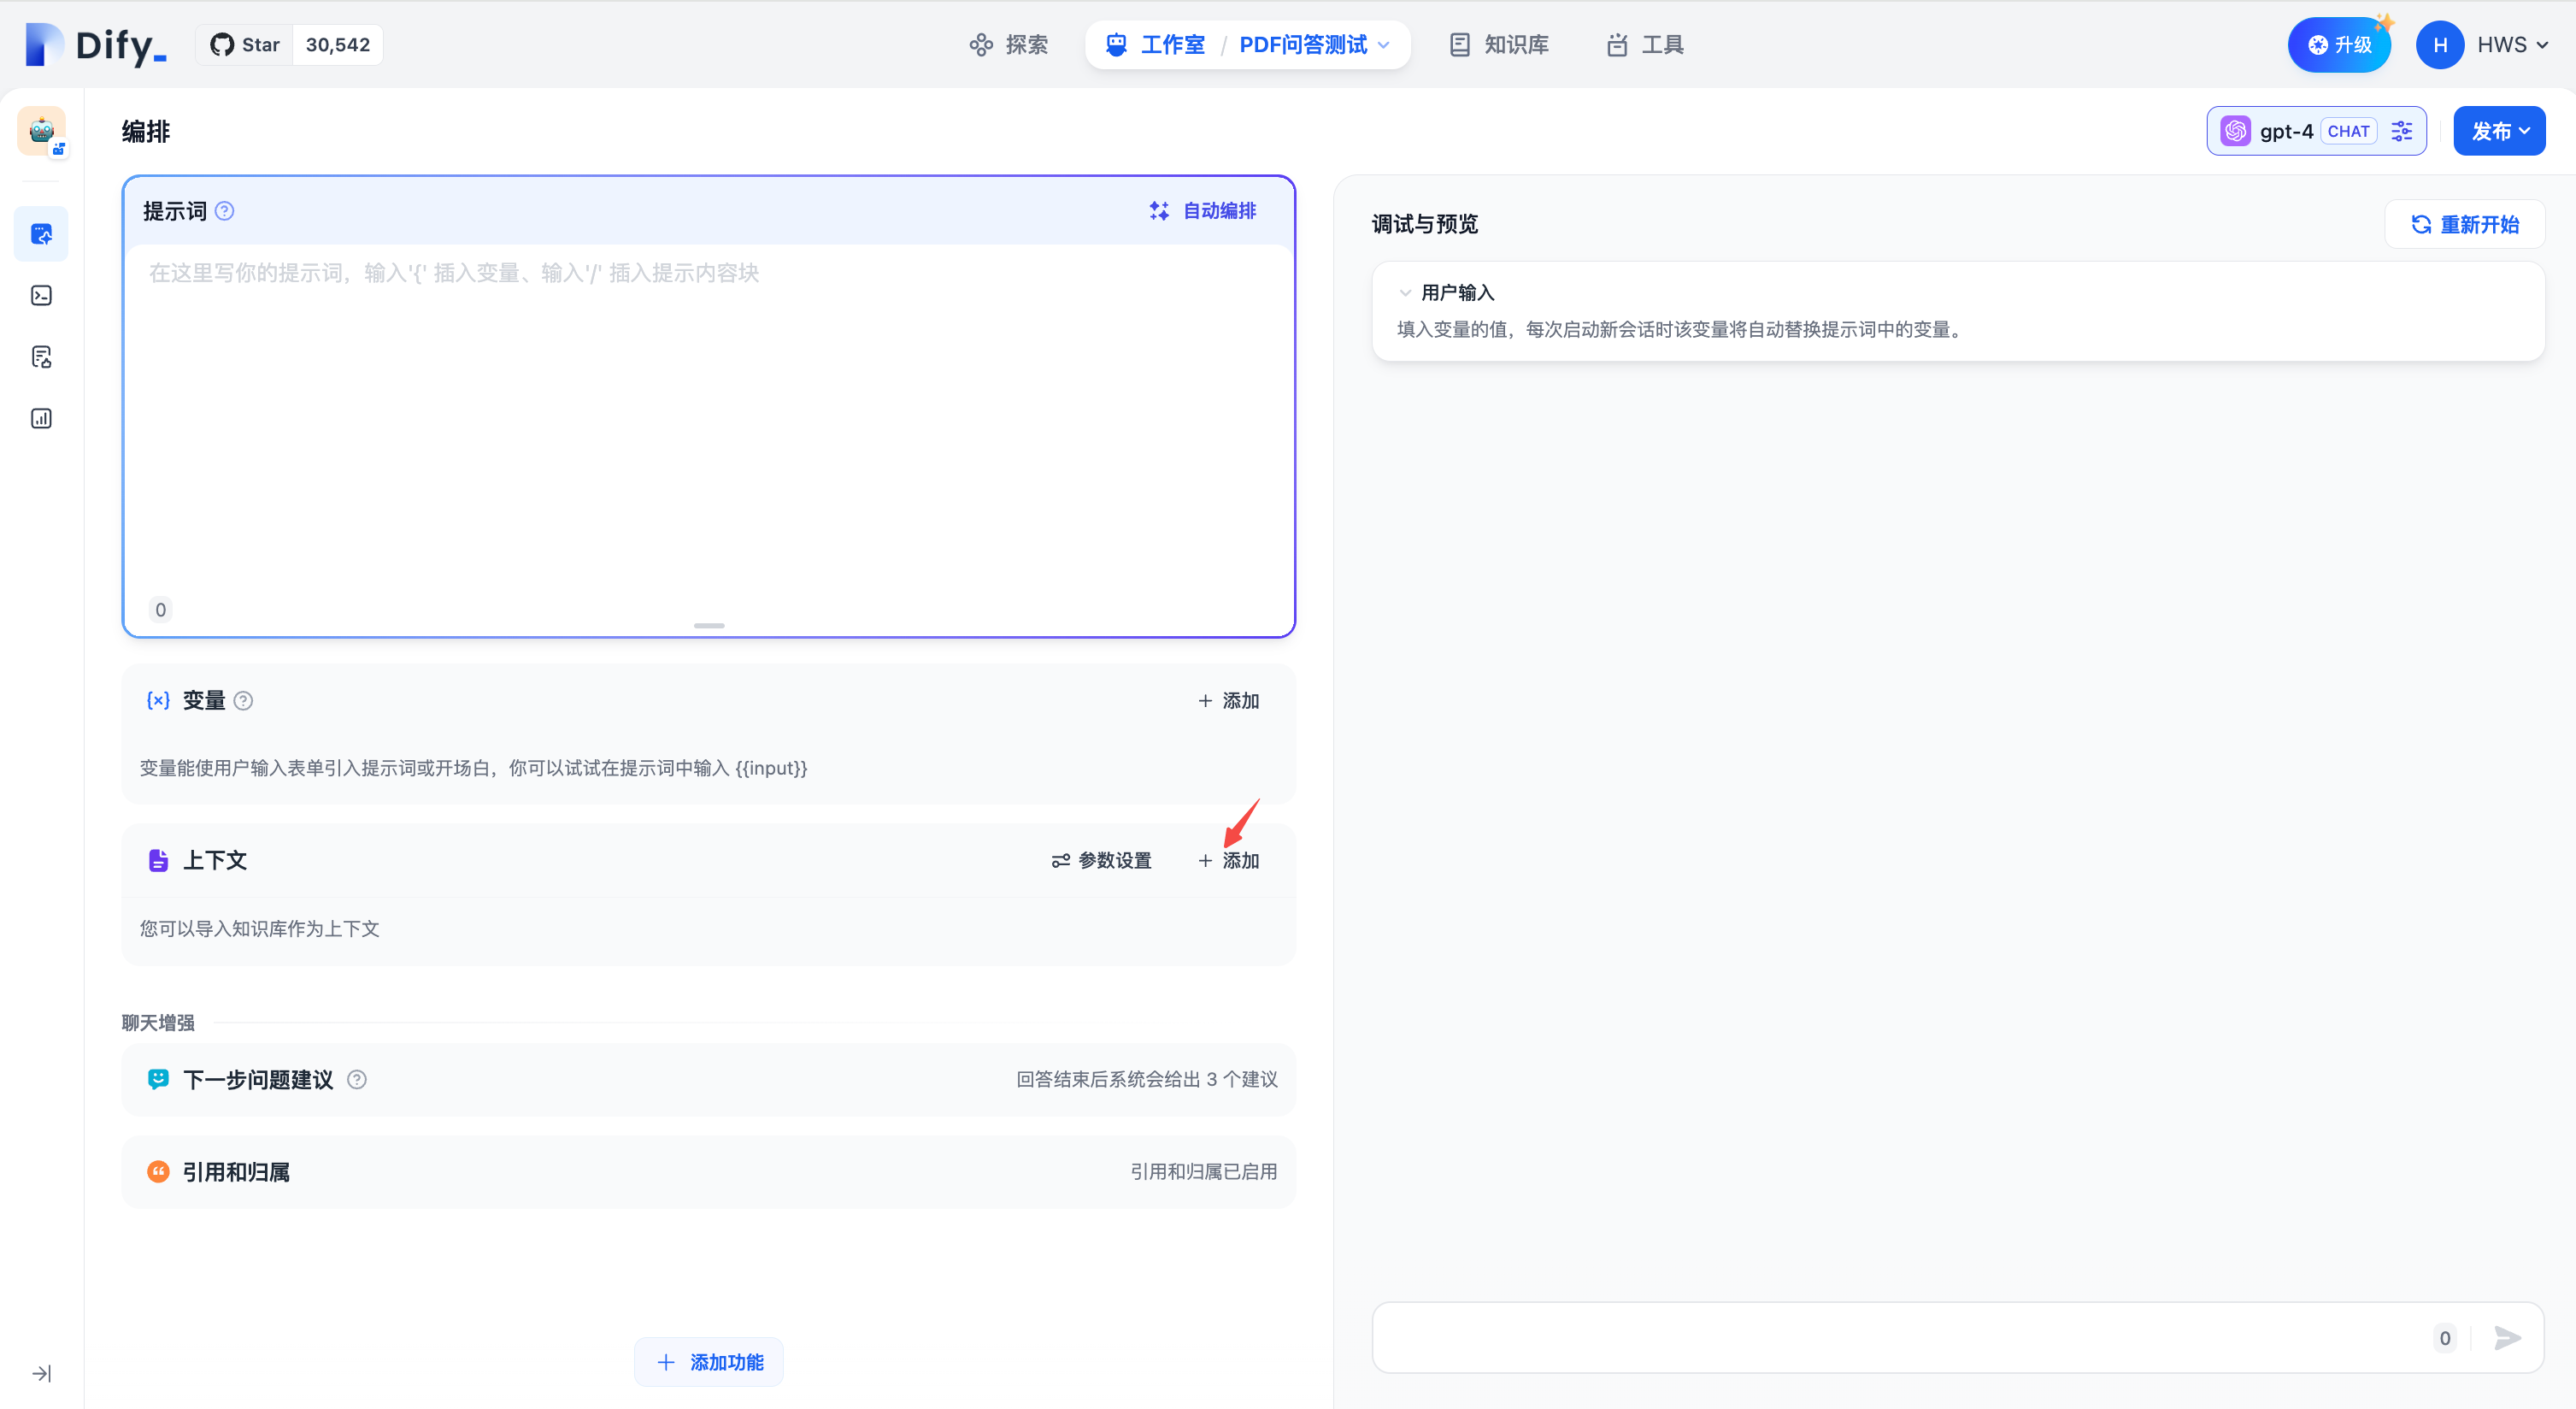 Dify_
Star 30,542
探索
工作室 / PDF问答测试
知识库
工具
升级
H HWS
编排
gpt-4 CHAT
发布
提示词
自动编排
在这里写你的提示词，输入'{' 插入变量、输入'/' 插入提示内容块
0
变量
+ 添加
变量能使用户输入表单引入提示词或开场白，你可以试试在提示词中输入 {{input}}
上下文
参数设置
+ 添加
您可以导入知识库作为上下文
聊天增强
下一步问题建议
回答结束后系统会给出 3 个建议
引用和归属
引用和归属已启用
+ 添加功能
调试与预览
重新开始
用户输入
填入变量的值，每次启动新会话时该变量将自动替换提示词中的变量。
0